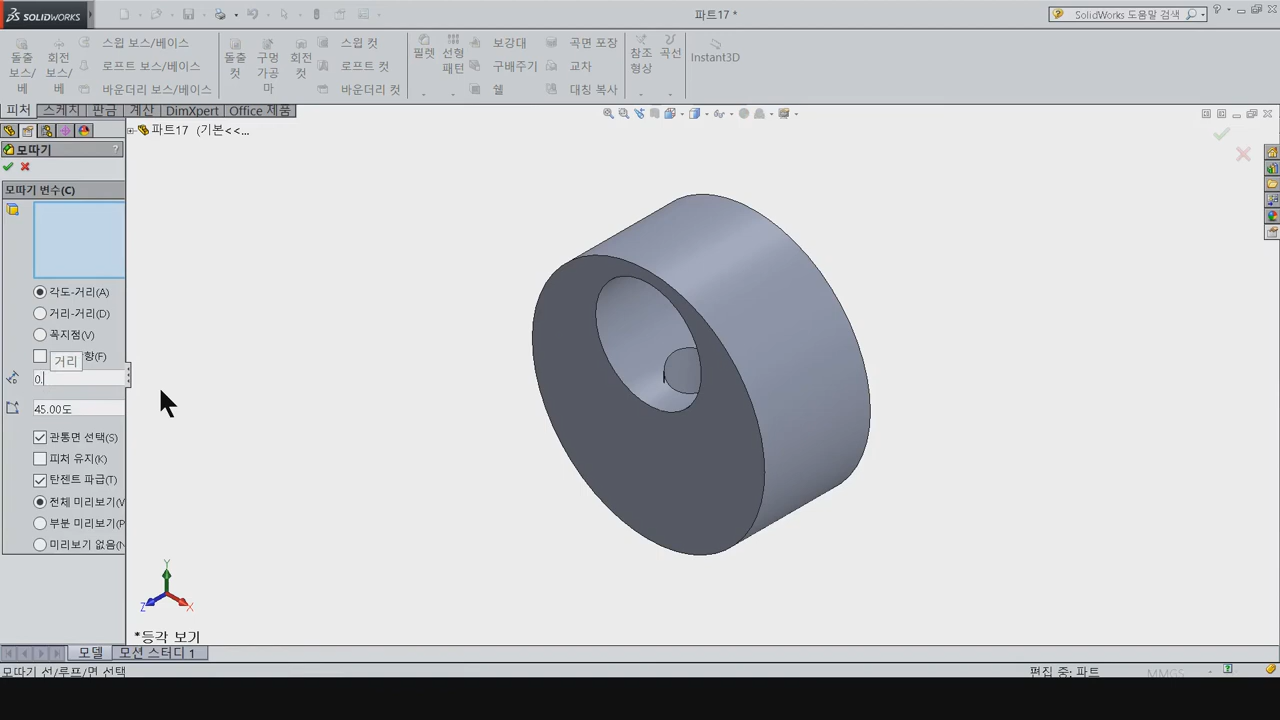 SOLIDWORKS
파트17 *
SolidWorks 도움말 검색
돌출 보스/베
회전 보스/베
스윕 보스/베이스
로프트 보스/베이스
바운더리 보스/베이스
돌출 컷
구멍 가공 마
회전 컷
스윕 컷
로프트 컷
바운더리 컷
필렛
선형 패턴
보강대
구배주기
쉘
곡면 포장
교차
대칭 복사
참조 형상
곡선
Instant3D
피처 스케치 판금 계산 DimXpert Office 제품
파트17 (기본<<...
모따기
?
모따기 변수(C)
각도-거리(A)
거리-거리(D)
꼭지점(V)
향(F)
거리
0.
45.00도
관통면 선택(S)
피처 유지(K)
탄젠트 파급(T)
전체 미리보기(V
부분 미리보기(P
미리보기 없음(N
Y
Z
X
*등각 보기
모델 모션 스터디 1
모따기 선/루프/면 선택
편집 중: 파트
MMGS